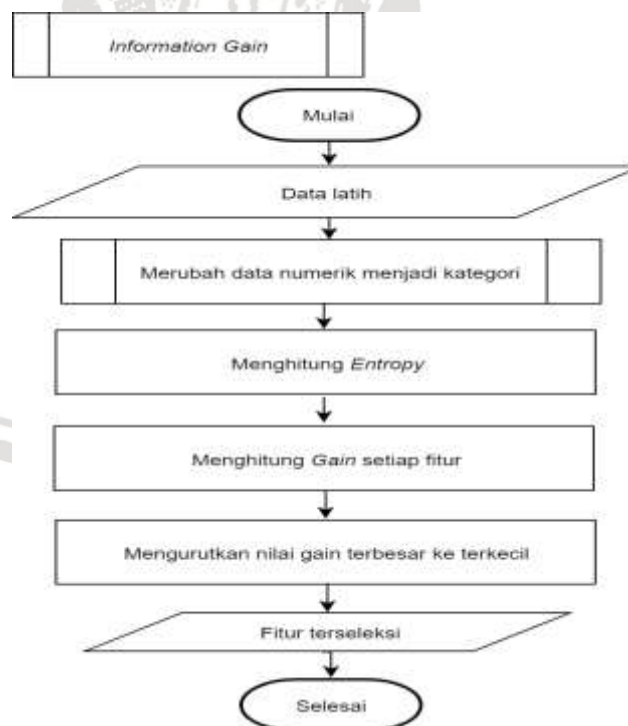 Information Gain
Mulai
Data latih
Merubah data numerik menjadi kategori
Menghitung Entropy
Menghitung Gain setiap fitur
Mengurutkan nilai gain terbesar ke terkecil
Fitur terseleksi
Selesai